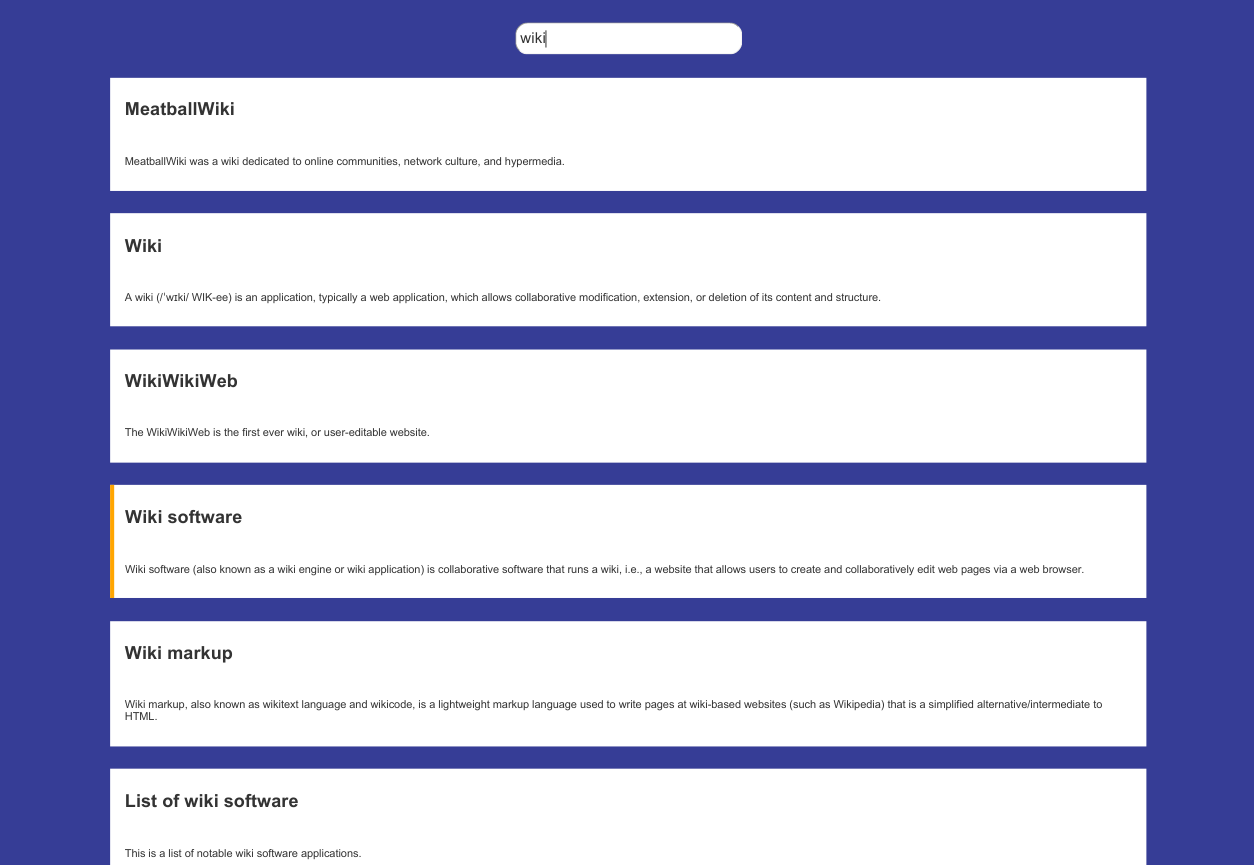 wiki
MeatballWiki
MeatballWiki was a wiki dedicated to online communities, network culture, and hypermedia.
Wiki
A wiki (/ˈwɪki/ WIK-ee) is an application, typically a web application, which allows collaborative modification, extension, or deletion of its content and structure.
WikiWikiWeb
The WikiWikiWeb is the first ever wiki, or user-editable website.
Wiki software
Wiki software (also known as a wiki engine or wiki application) is collaborative software that runs a wiki, i.e., a website that allows users to create and collaboratively edit web pages via a web browser.
Wiki markup
Wiki markup, also known as wikitext language and wikicode, is a lightweight markup language used to write pages at wiki-based websites (such as Wikipedia) that is a simplified alternative/intermediate to
HTML.
List of wiki software
This is a list of notable wiki software applications.